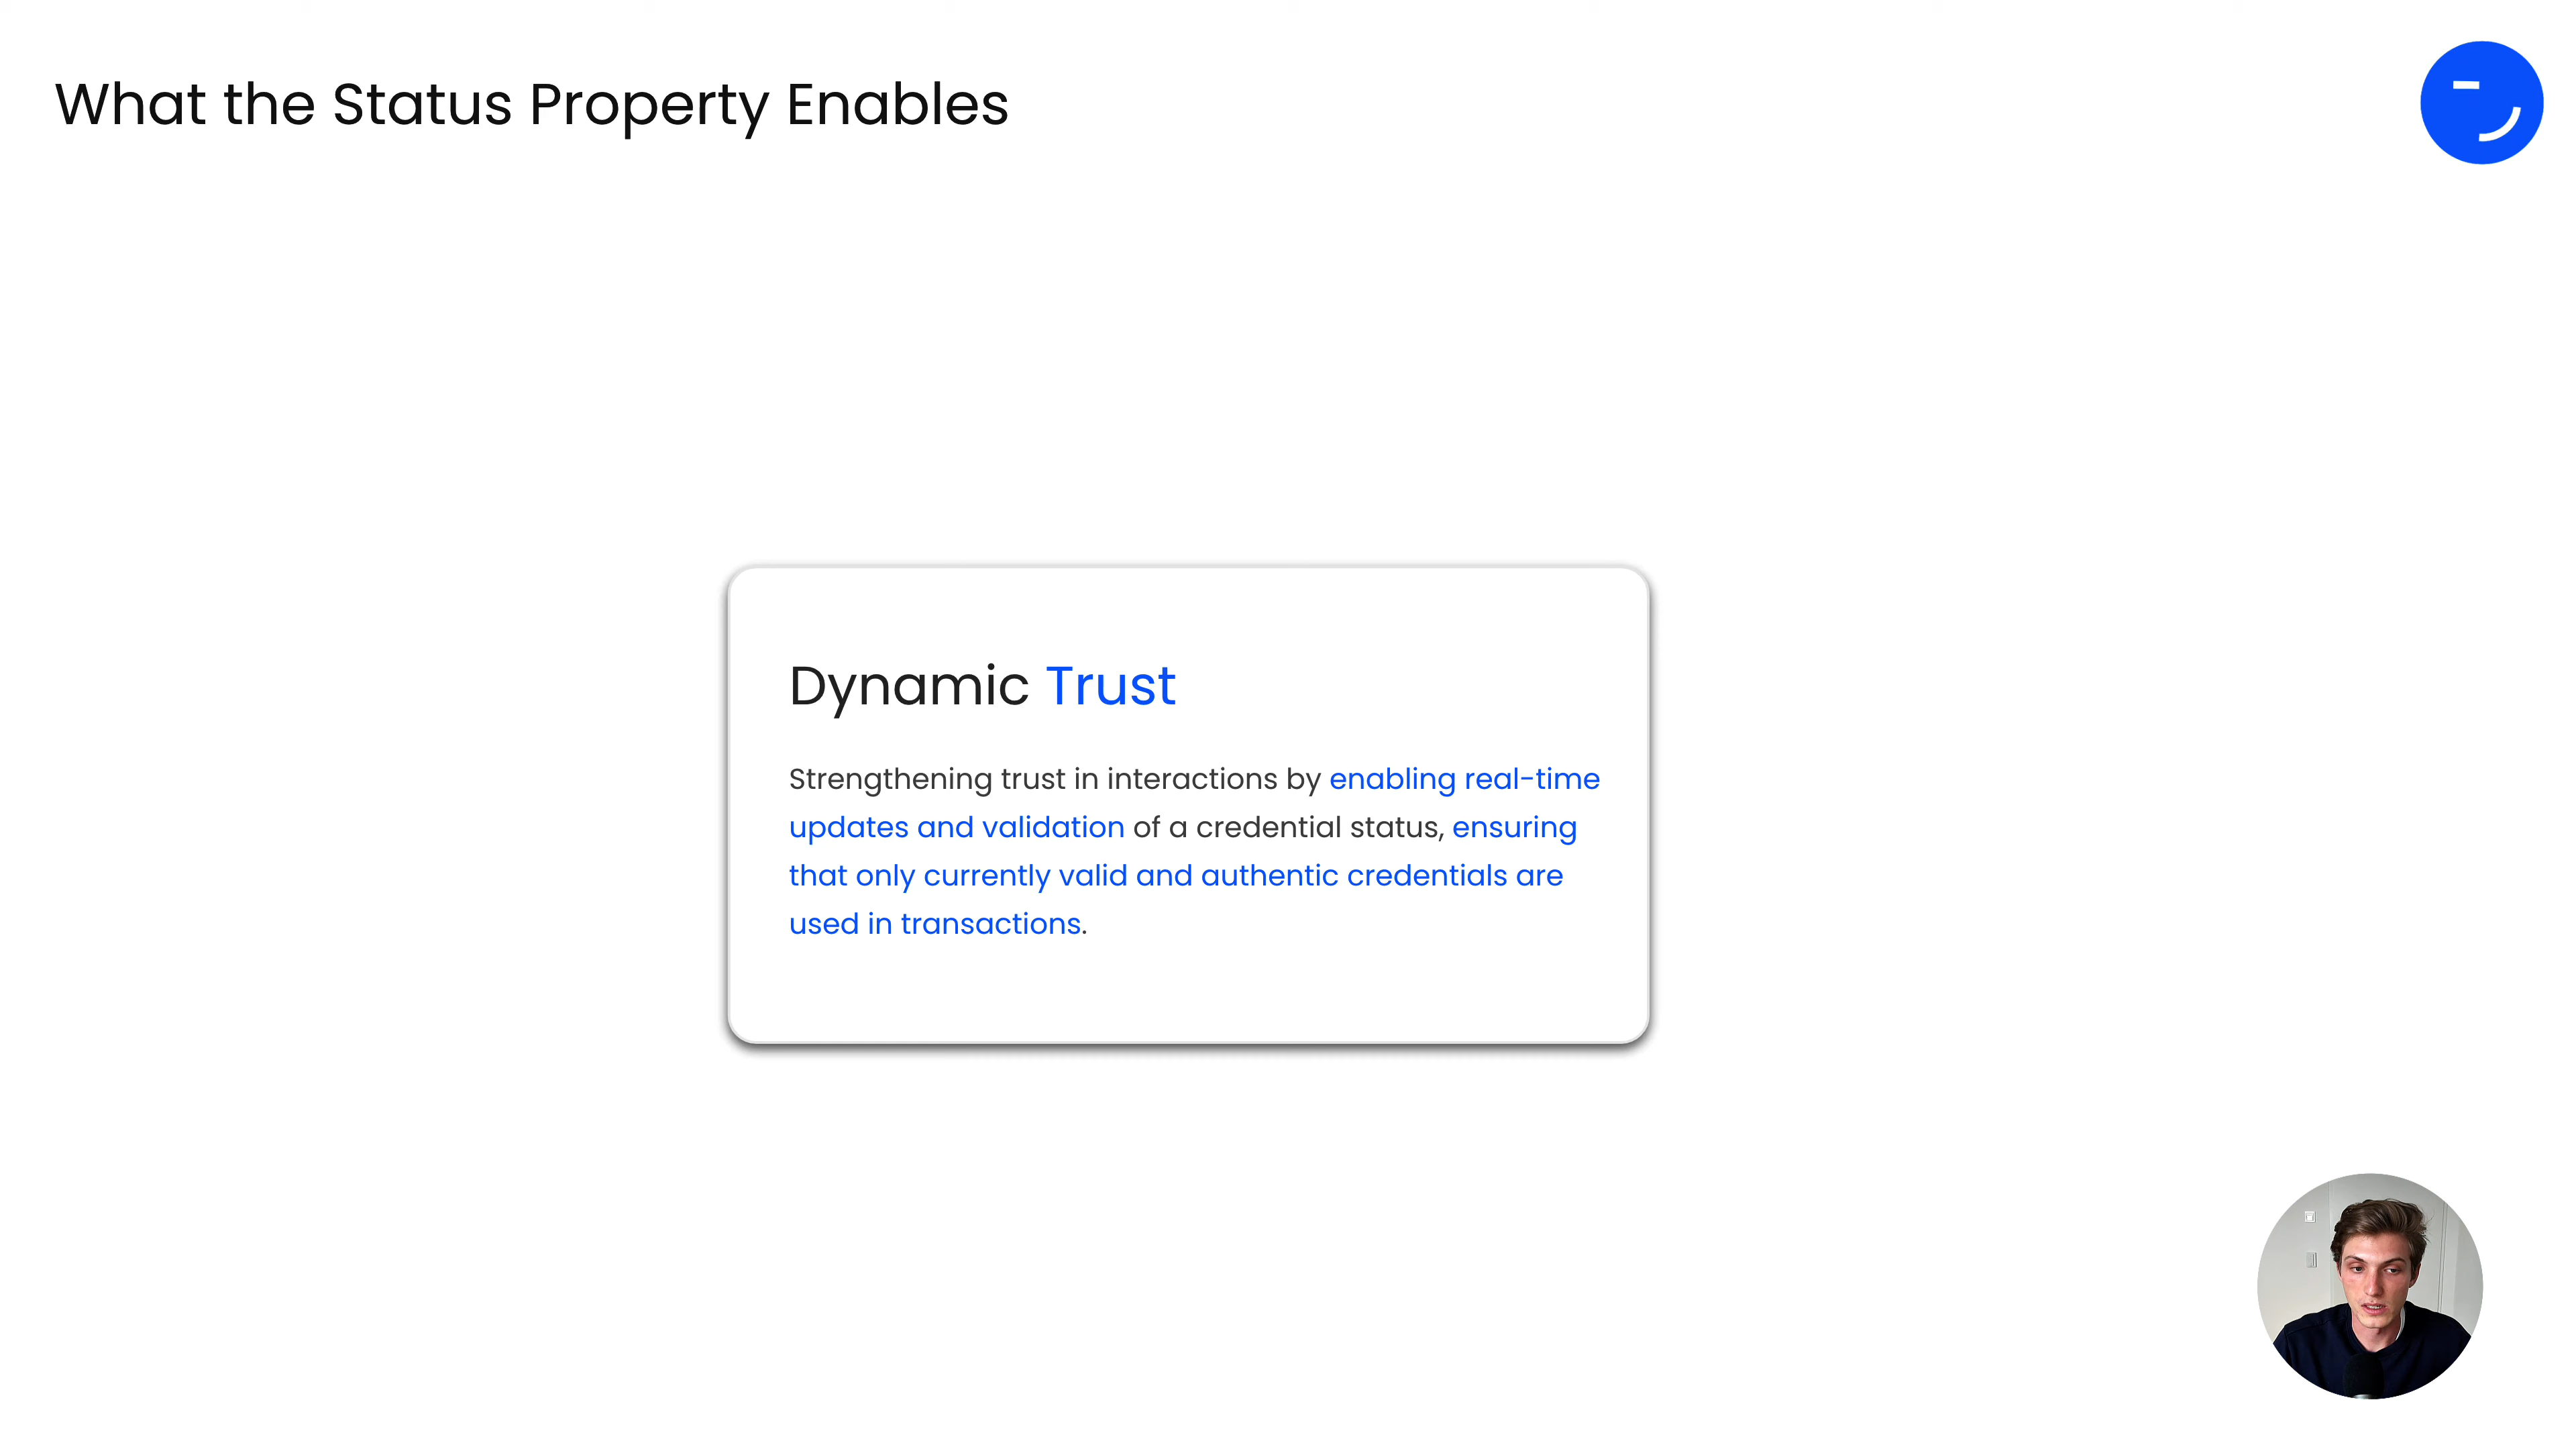 What the Status Property Enables
Dynamic Trust
Strengthening trust in interactions by enabling real-time
updates and validation of a credential status, ensuring
that only currently valid and authentic credentials are
used in transactions.